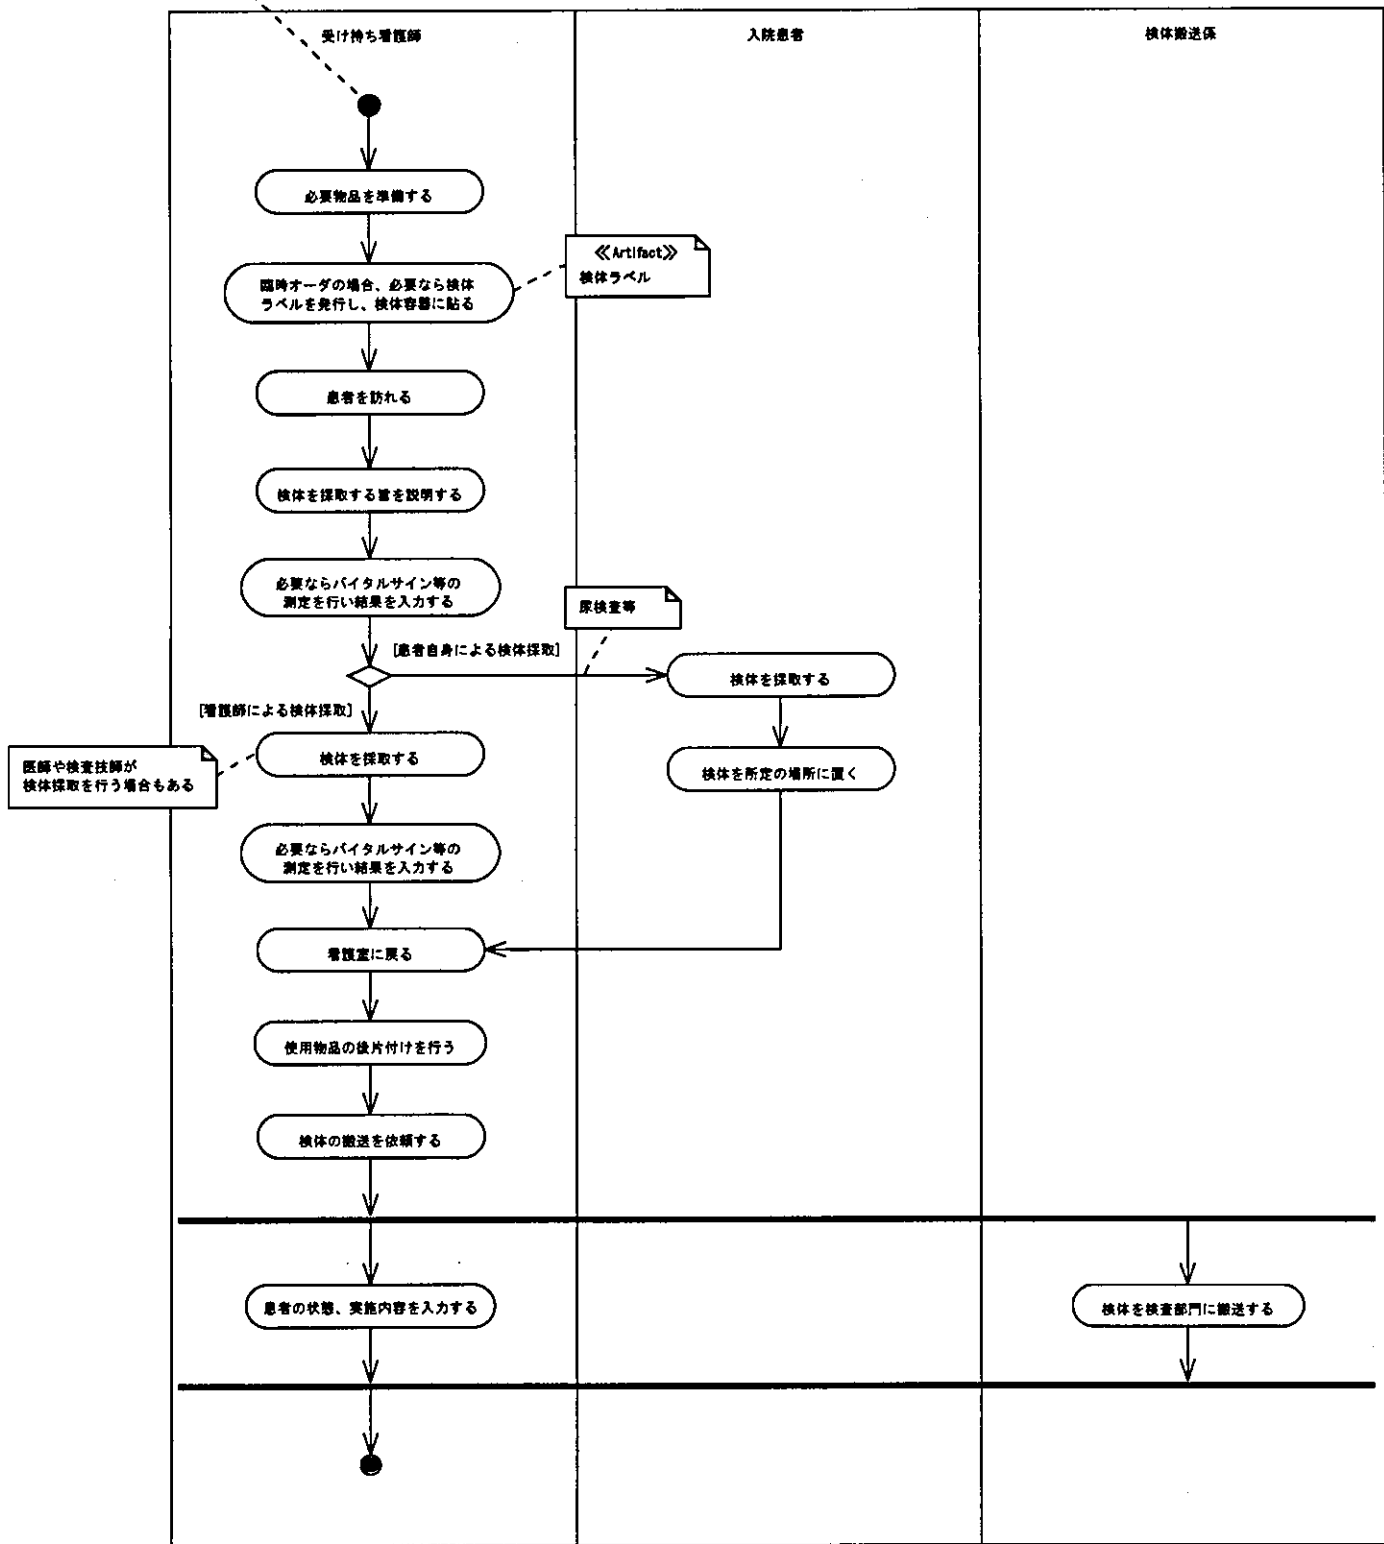 受け持ち看護師
入院患者
検体搬送係
必要物品を準備する
≪Artifact≫
検体ラベル
臨時オーダの場合、必要なら検体
ラベルを発行し、検体容器に貼る
患者を訪れる
検体を採取する旨を説明する
必要ならバイタルサイン等の
測定を行い結果を入力する
尿検査等
[患者自身による検体採取]
検体を採取する
[看護師による検体採取]
医師や検査技師が
検体採取を行う場合もある
検体を採取する
検体を所定の場所に置く
必要ならバイタルサイン等の
測定を行い結果を入力する
看護室に戻る
使用物品の後片付けを行う
検体の搬送を依頼する
患者の状態、実施内容を入力する
検体を検査部門に搬送する